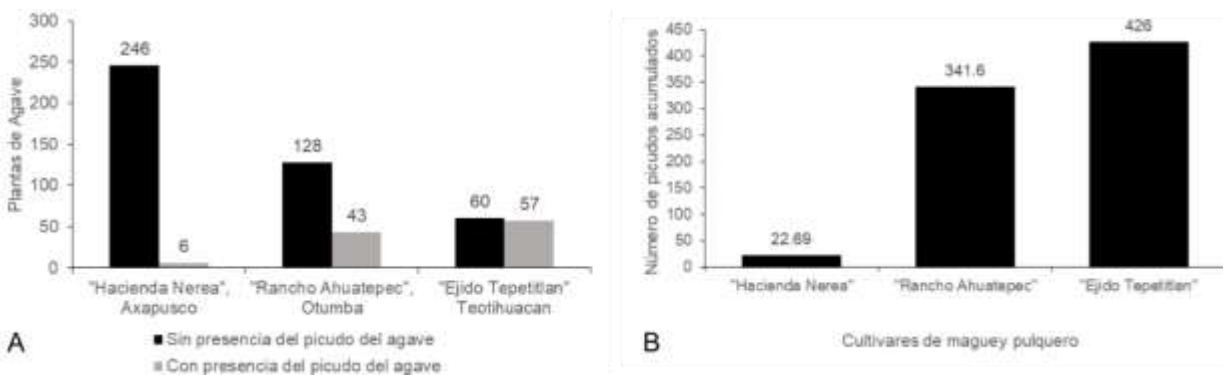 300
250
200
150
100
50
0
Plantas de Agave
246
6
128
43
60
57
"Hacienda Nerea", Axapusco
"Rancho Ahuatepec", Otumba
"Ejido Tepetitlan" Teotihuacan
Sin presencia del picudo del agave
Con presencia del picudo del agave
A
450
400
350
300
250
200
150
100
50
0
Número de picudos acumulados
22.69
341.6
426
"Hacienda Nerea"
"Rancho Ahuatepec"
"Ejido Tepetitlan"
Cultivares de maguey pulquero
B